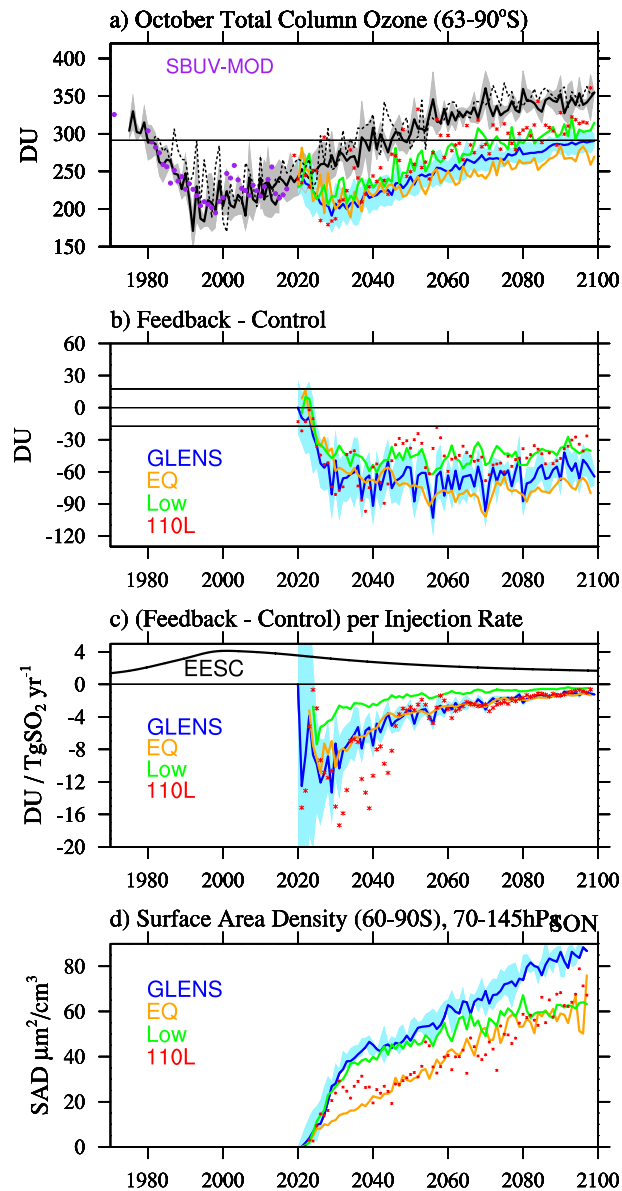 a) October Total Column Ozone (63-90°S)
400
SBUV-MOD
350
300
DU
250
200
150
1980 2000 2020 2040 2060 2080 2100
b) Feedback - Control
60
30
0
DU
-30
GLENS
-60
EQ
Low
-90
110L
-120
1980 2000 2020 2040 2060 2080 2100
c) (Feedback - Control) per Injection Rate
4
EESC
0
-4
GLENS
EQ
-8
Low
-12
110L
-16
-20
DU / TgSO₂ yr⁻¹
1980 2000 2020 2040 2060 2080 2100
d) Surface Area Density (60-90S), 70-145hPa
SON
80
GLENS
EQ
60
Low
110L
40
20
0
SAD µm²/cm³
1980 2000 2020 2040 2060 2080 2100